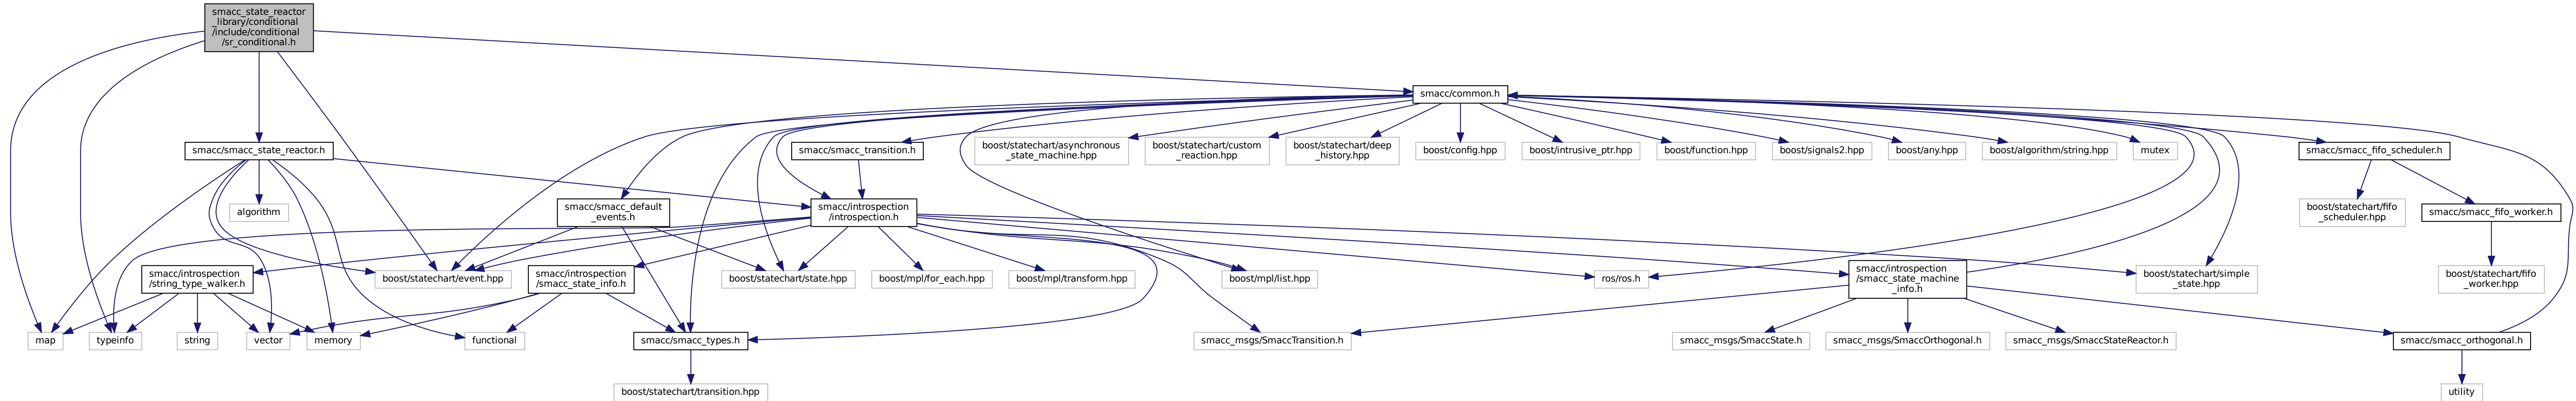 smacc_state_reactor
_library/conditional
/include/conditional
/sr_conditional.h
smacc/common.h
smacc/smacc_state_reactor.h
smacc/smacc_transition.h
boost/statechart/asynchronous
_state_machine.hpp
boost/statechart/custom
_reaction.hpp
boost/statechart/deep
_history.hpp
boost/config.hpp
boost/intrusive_ptr.hpp
boost/function.hpp
boost/signals2.hpp
boost/any.hpp
boost/algorithm/string.hpp
mutex
smacc/smacc_fifo_scheduler.h
algorithm
smacc/smacc_default
_events.h
smacc/introspection
/introspection.h
boost/statechart/fifo
_scheduler.hpp
smacc/smacc_fifo_worker.h
smacc/introspection
/string_type_walker.h
boost/statechart/event.hpp
smacc/introspection
/smacc_state_info.h
boost/statechart/state.hpp
boost/mpl/for_each.hpp
boost/mpl/transform.hpp
boost/mpl/list.hpp
ros/ros.h
smacc/introspection
/smacc_state_machine
_info.h
boost/statechart/simple
_state.hpp
boost/statechart/fifo
_worker.hpp
map
typeinfo
string
vector
memory
functional
smacc/smacc_types.h
smacc_msgs/SmaccTransition.h
smacc_msgs/SmaccState.h
smacc_msgs/SmaccOrthogonal.h
smacc_msgs/SmaccStateReactor.h
smacc/smacc_orthogonal.h
boost/statechart/transition.hpp
utility